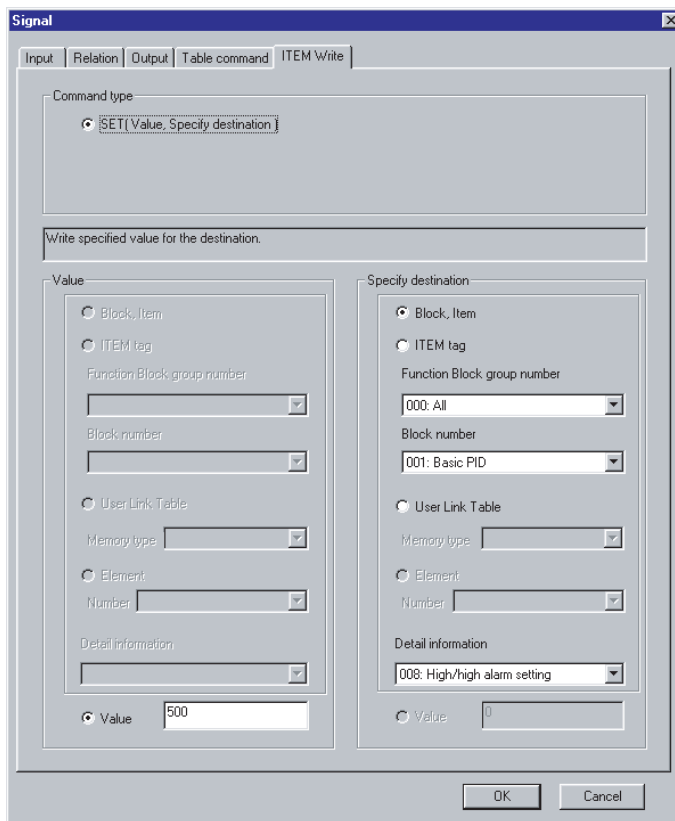 Signal
Input Relation Output Table command ITEM Write
Command type
SET( Value, Specify destination )
Write specified value for the destination.
Value
Block, Item
ITEM tag
Function Block group number
Block number
User Link Table
Memory type
Element
Number
Detail information
Value 500
Specify destination
Block, Item
ITEM tag
Function Block group number
000: All
Block number
001: Basic PID
User Link Table
Memory type
Element
Number
Detail information
008: High/high alarm setting
Value 0
OK Cancel